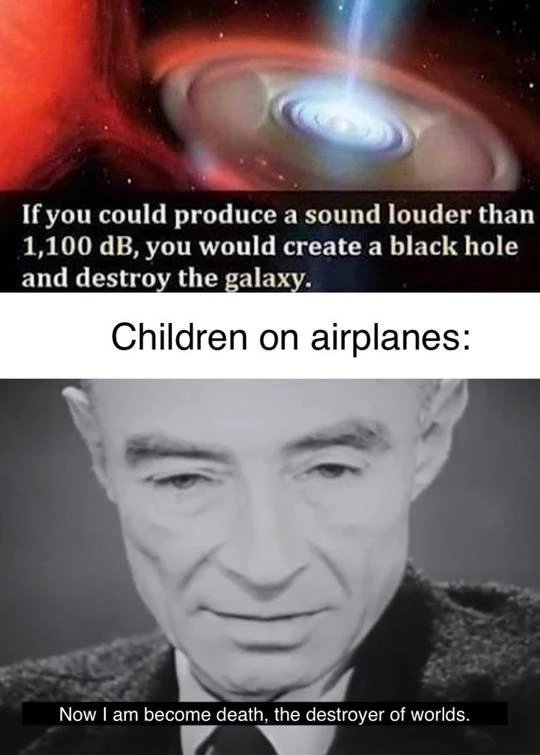 If you could produce a sound louder than
1,100 dB, you would create a black hole
and destroy the galaxy.
Children on airplanes:
Now I am become death, the destroyer of worlds.